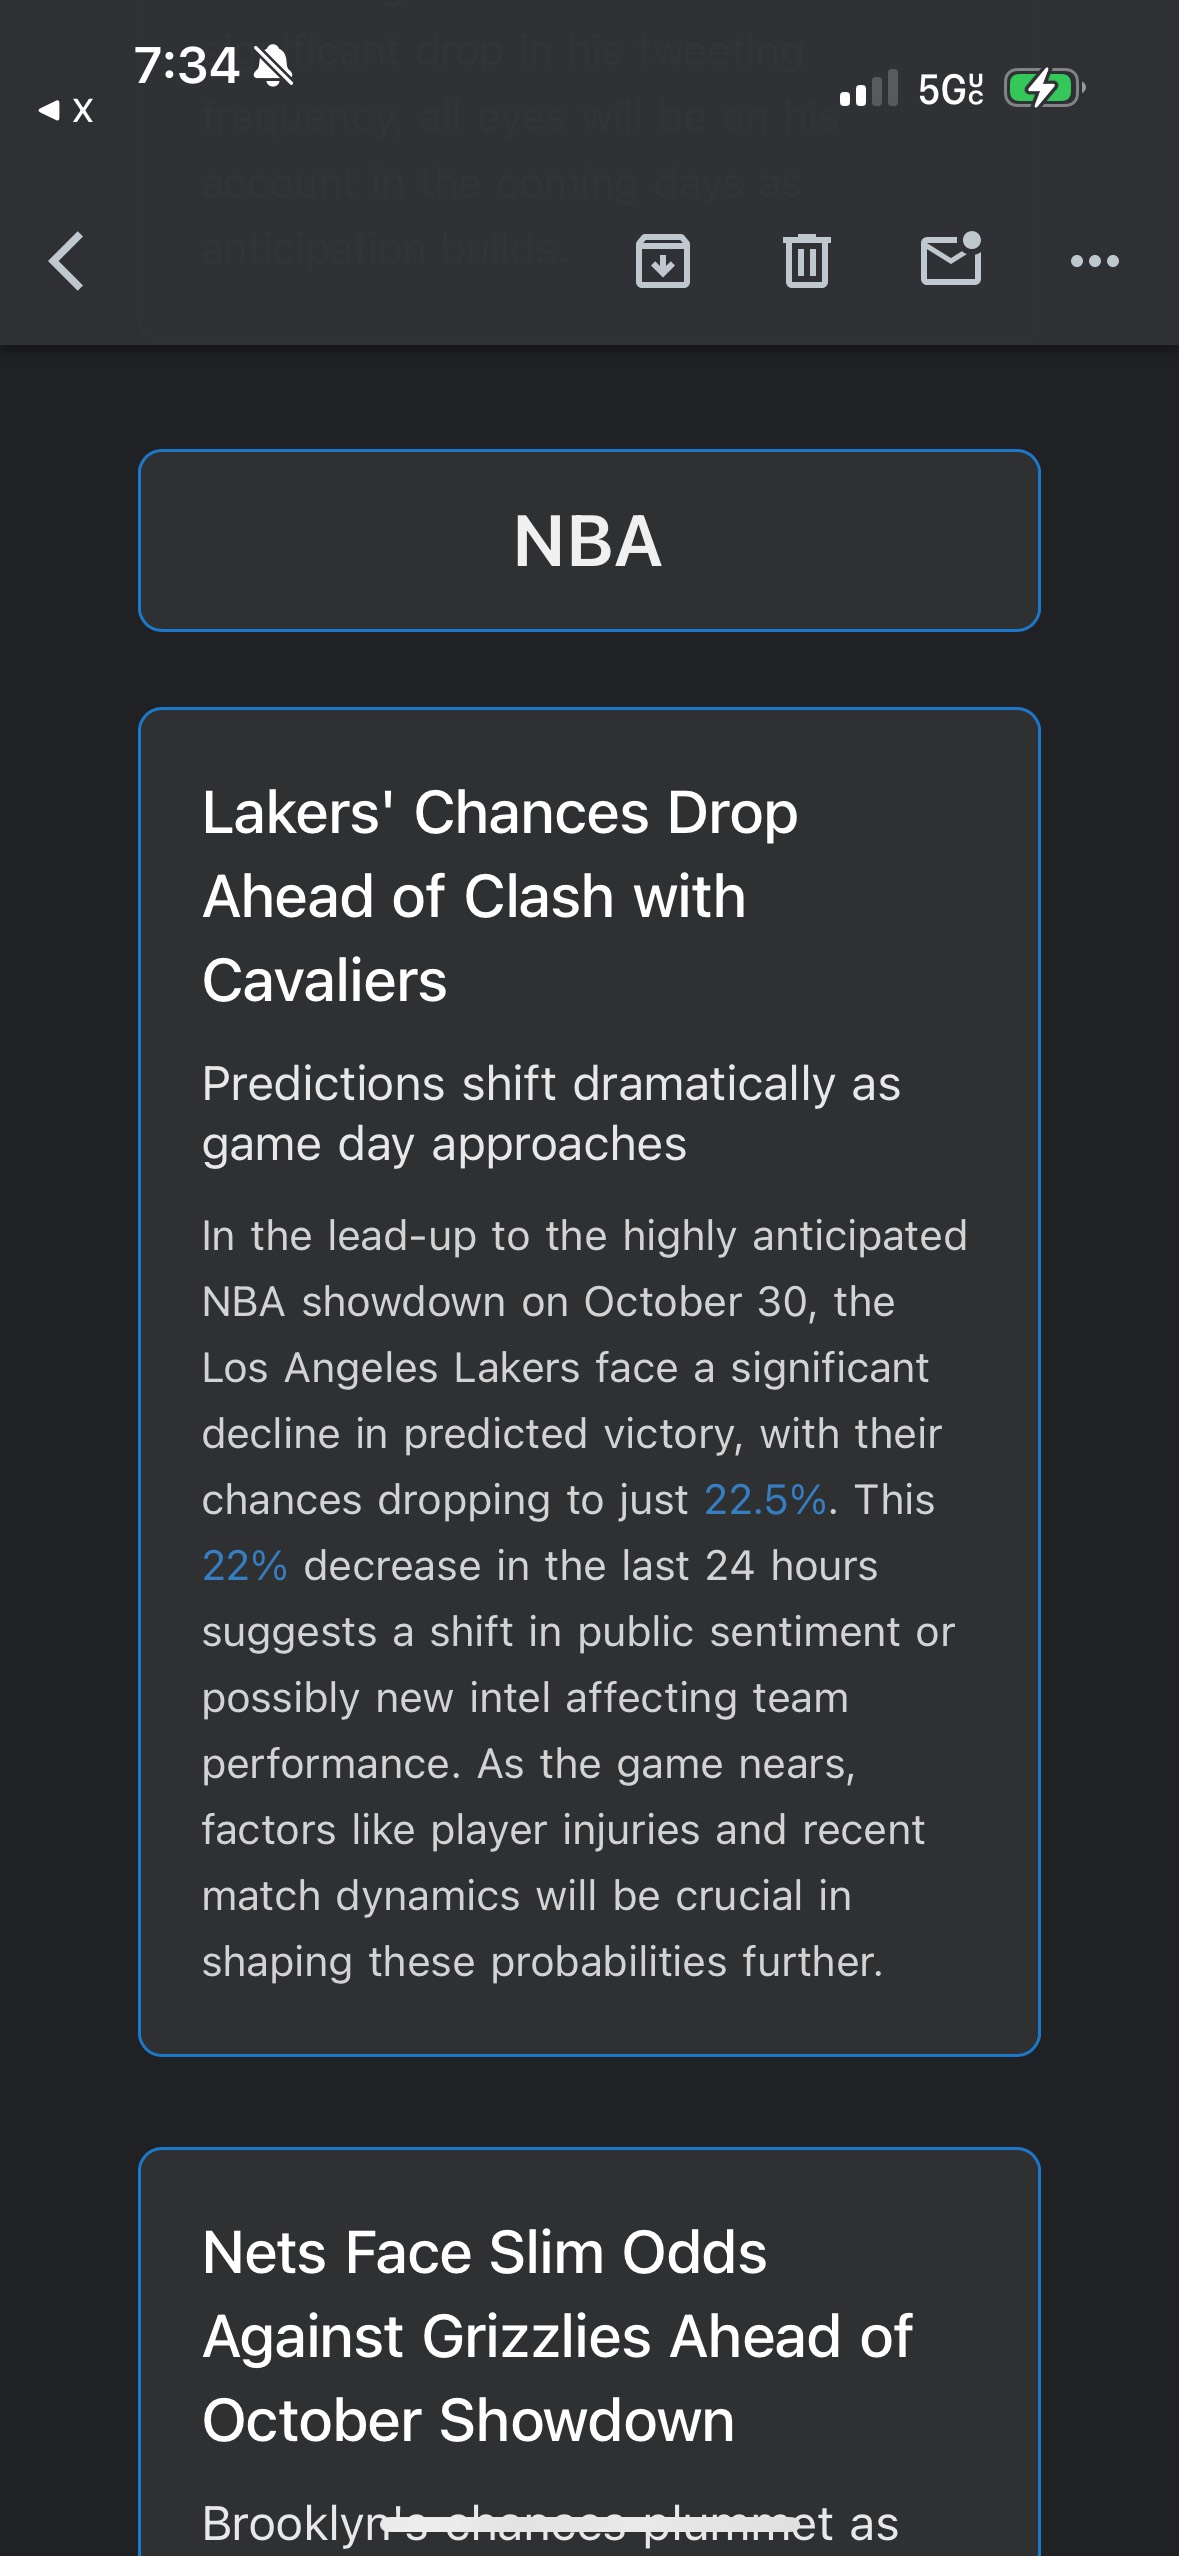 7:34
5G UC
X
significant drop in his tweeting
frequency, all eyes will be on his
account in the coming days as
anticipation builds.
NBA
Lakers' Chances Drop
Ahead of Clash with
Cavaliers
Predictions shift dramatically as
game day approaches
In the lead-up to the highly anticipated
NBA showdown on October 30, the
Los Angeles Lakers face a significant
decline in predicted victory, with their
chances dropping to just 22.5%. This
22% decrease in the last 24 hours
suggests a shift in public sentiment or
possibly new intel affecting team
performance. As the game nears,
factors like player injuries and recent
match dynamics will be crucial in
shaping these probabilities further.
Nets Face Slim Odds
Against Grizzlies Ahead of
October Showdown
Brooklyn's chances plummet as